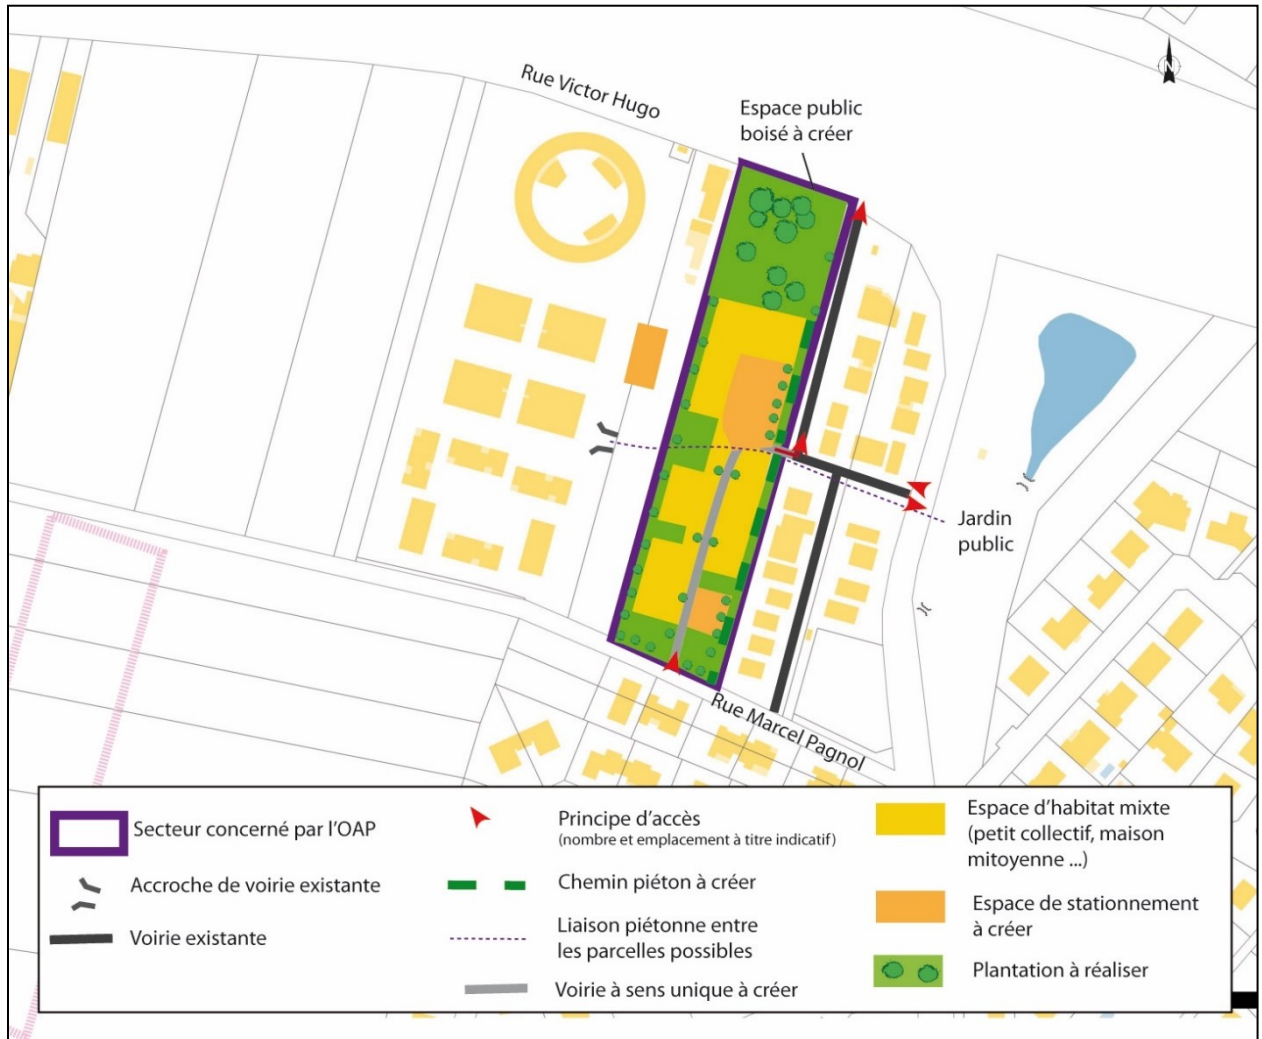 N
Rue Victor Hugo
Espace public
boisé à créer
Jardin
public
Rue Marcel Pagnol
Secteur concerné par l'OAP
Accroche de voirie existante
Voirie existante
Principe d'accès
(nombre et emplacement à titre indicatif)
Chemin piéton à créer
Liaison piétonne entre
les parcelles possibles
Voirie à sens unique à créer
Espace d'habitat mixte
(petit collectif, maison
mitoyenne ...)
Espace de stationnement
à créer
Plantation à réaliser